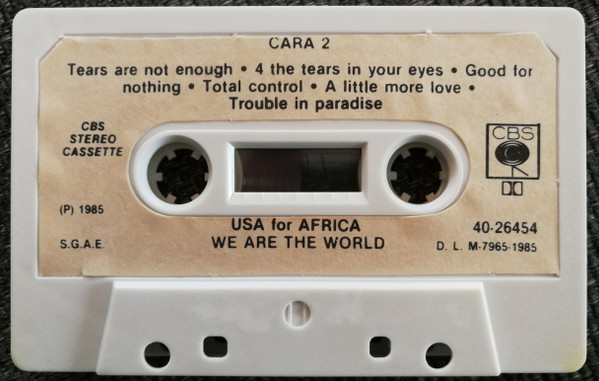 CARA 2
Tears are not enough • 4 the tears in your eyes • Good for
nothing • Total control • A little more love •
Trouble in paradise
CBS
STEREO
CASSETTE
CBS
(P) 1985
S.G.A.E.
USA for AFRICA
WE ARE THE WORLD
40-26454
D. L. M-7965-1985